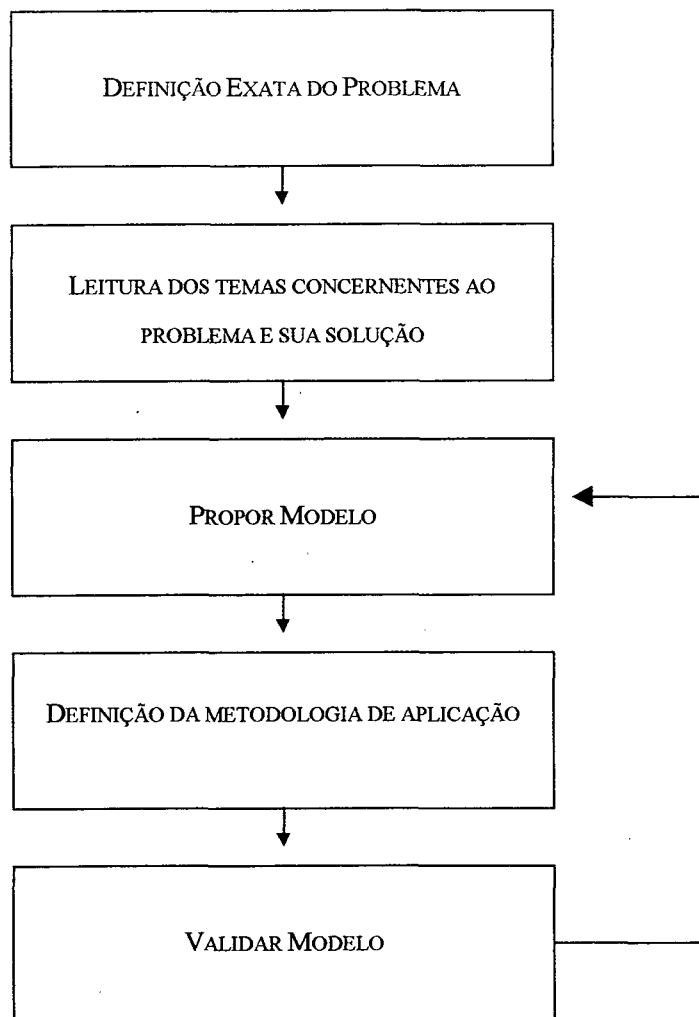 DEFINIÇÃO EXATA DO PROBLEMA
LEITURA DOS TEMAS CONCERNENTES AO
PROBLEMA E SUA SOLUÇÃO
PROPOR MODELO
DEFINIÇÃO DA METODOLOGIA DE APLICAÇÃO
VALIDAR MODELO